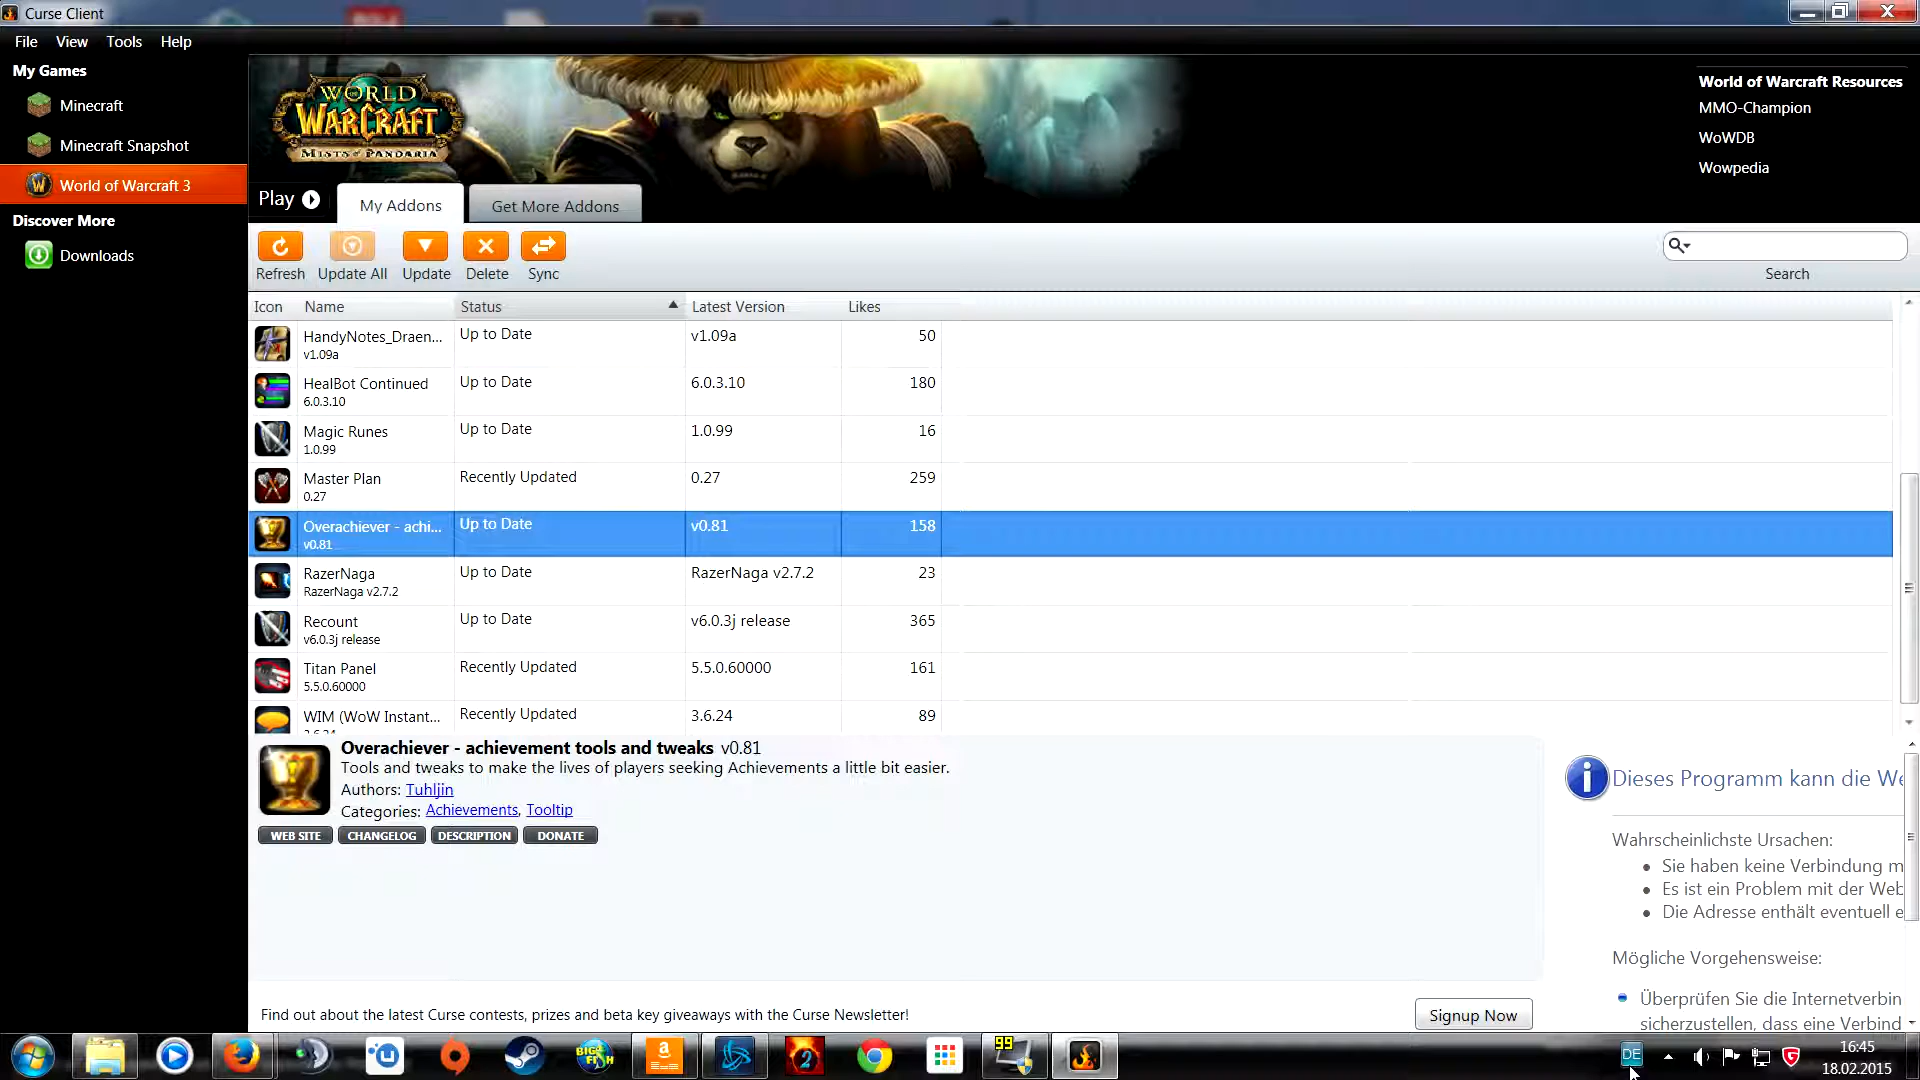 Curse Client
File View Tools Help
My Games
Minecraft
Minecraft Snapshot
World of Warcraft 3
Discover More
Downloads
WORLD
WARCRAFT
MISTS OF PANDARIA
World of Warcraft Resources
MMO-Champion
WoWDB
Wowpedia
Play My Addons Get More Addons
Refresh Update All Update Delete Sync Search
Icon Name Status Latest Version Likes
HandyNotes_Draen... Up to Date v1.09a 50
v1.09a
HealBot Continued Up to Date 6.0.3.10 180
6.0.3.10
Magic Runes Up to Date 1.0.99 16
1.0.99
Master Plan Recently Updated 0.27 259
0.27
Overachiever - achi... Up to Date v0.81 158
v0.81
RazerNaga Up to Date RazerNaga v2.7.2 23
RazerNaga v2.7.2
Recount Up to Date v6.0.3j release 365
v6.0.3j release
Titan Panel Recently Updated 5.5.0.60000 161
5.5.0.60000
WIM (WoW Instant... Recently Updated 3.6.24 89
3.6.24
Overachiever - achievement tools and tweaks v0.81
Tools and tweaks to make the lives of players seeking Achievements a little bit easier.
Authors: Tuhljin
Categories: Achievements, Tooltip
WEB SITE CHANGELOG DESCRIPTION DONATE
Dieses Programm kann die We
Wahrscheinlichste Ursachen:
Sie haben keine Verbindung m
Es ist ein Problem mit der Web
Die Adresse enthält eventuell e
Mögliche Vorgehensweise:
Überprüfen Sie die Internetverbin
sicherzustellen, dass eine Verbind
Find out about the latest Curse contests, prizes and beta key giveaways with the Curse Newsletter!
Signup Now
BIG FISH
99
DE
16:45
18.02.2015